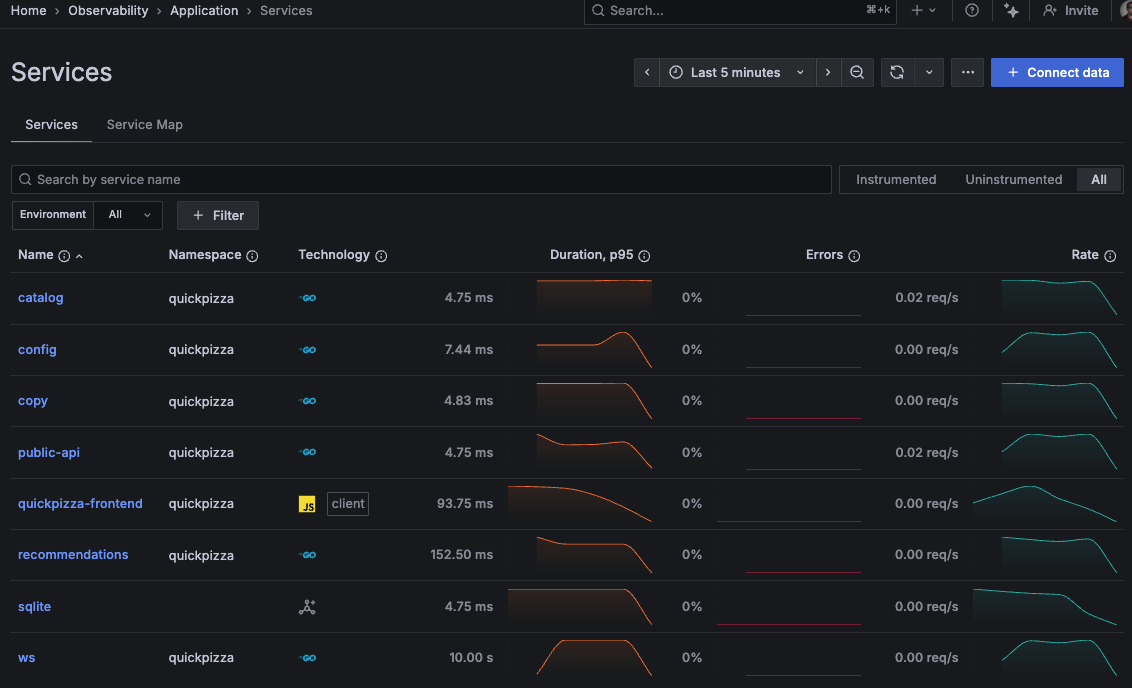 Home › Observability › Application › Services
Search... ⌘+k
Invite
Services
Last 5 minutes
+ Connect data
Services Service Map
Search by service name
Instrumented Uninstrumented All
Environment All + Filter
Name Namespace Technology Duration, p95 Errors Rate
catalog quickpizza GO 4.75 ms 0% 0.02 req/s
config quickpizza GO 7.44 ms 0% 0.00 req/s
copy quickpizza GO 4.83 ms 0% 0.00 req/s
public-api quickpizza GO 4.75 ms 0% 0.02 req/s
quickpizza-frontend quickpizza JS client 93.75 ms 0% 0.00 req/s
recommendations quickpizza GO 152.50 ms 0% 0.00 req/s
sqlite 4.75 ms 0% 0.00 req/s
ws quickpizza GO 10.00 s 0% 0.00 req/s